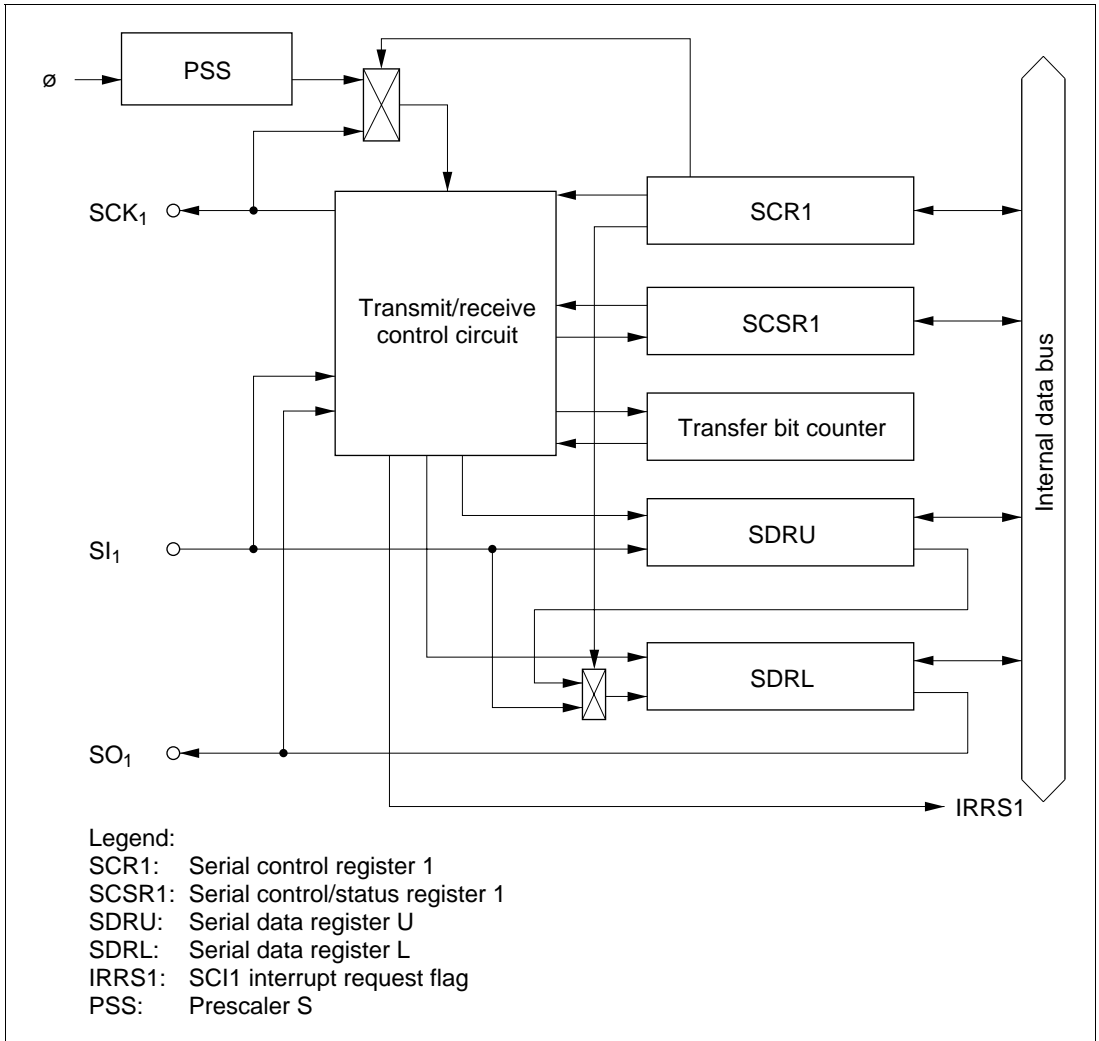 ø
PSS
SCK₁
SCR1
Transmit/receive
control circuit
SCSR1
Transfer bit counter
Internal data bus
SI₁
SDRU
SDRL
SO₁
IRRS1
Legend:
SCR1: Serial control register 1
SCSR1: Serial control/status register 1
SDRU: Serial data register U
SDRL: Serial data register L
IRRS1: SCI1 interrupt request flag
PSS: Prescaler S